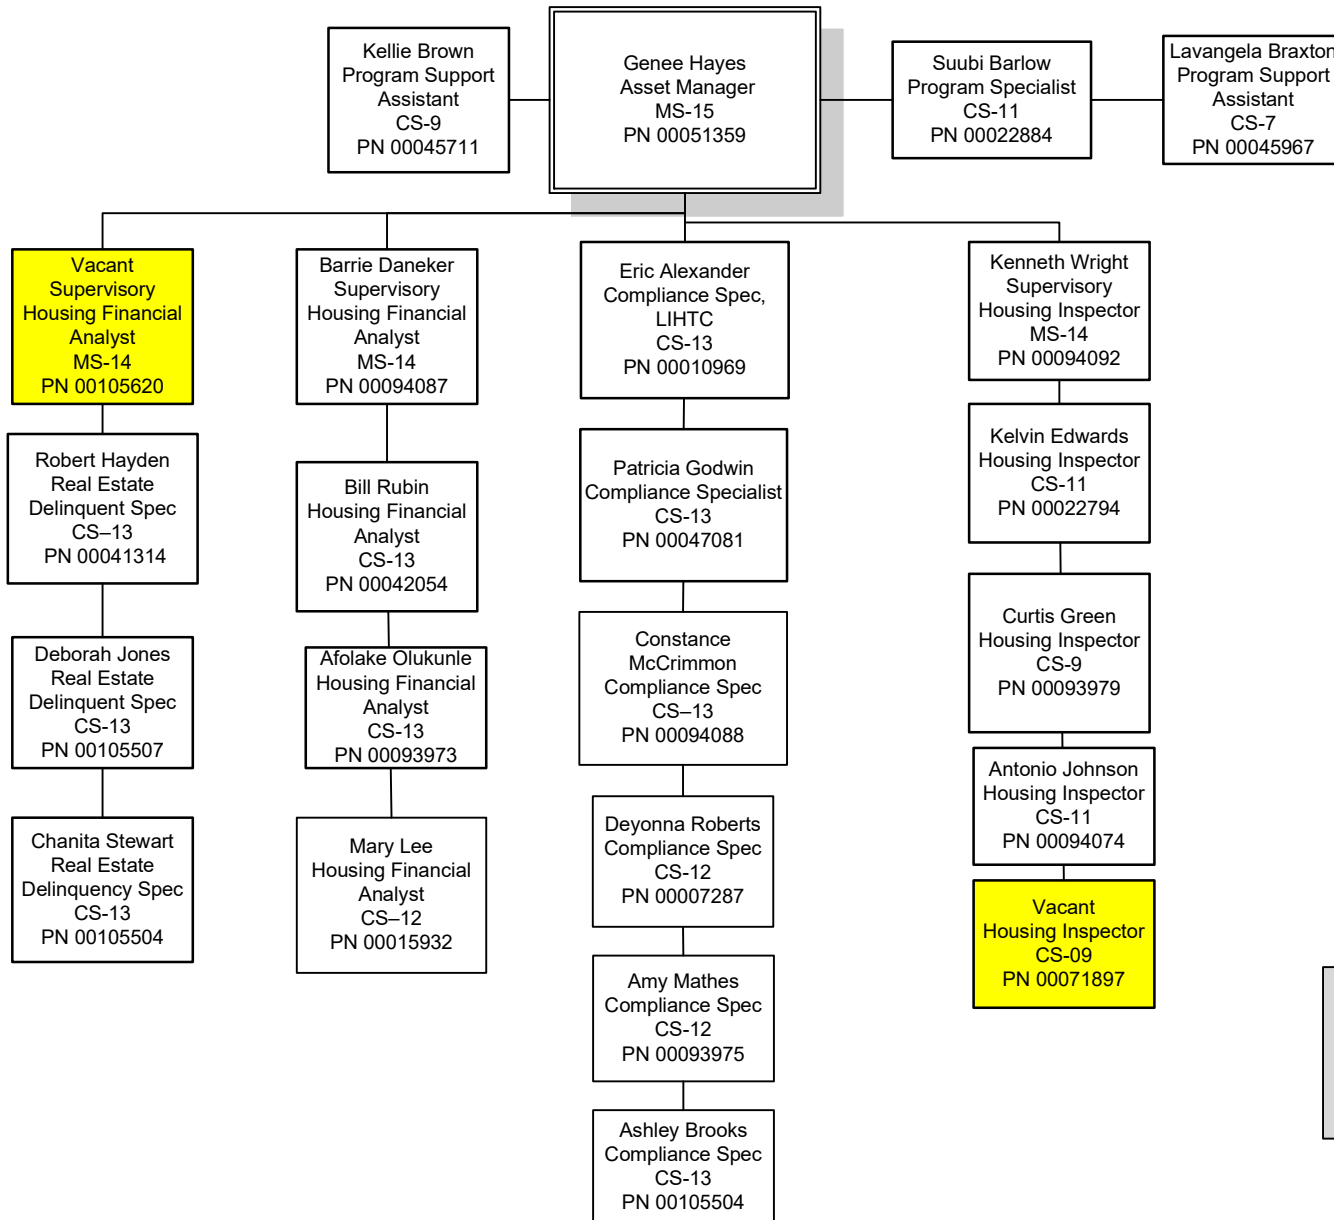 Kellie Brown
Program Support
Assistant
CS-9
PN 00045711
Genee Hayes
Asset Manager
MS-15
PN 00051359
Suubi Barlow
Program Specialist
CS-11
PN 00022884
Lavangela Braxton
Program Support
Assistant
CS-7
PN 00045967
Vacant
Supervisory
Housing Financial
Analyst
MS-14
PN 00105620
Robert Hayden
Real Estate
Delinquent Spec
CS–13
PN 00041314
Deborah Jones
Real Estate
Delinquent Spec
CS-13
PN 00105507
Chanita Stewart
Real Estate
Delinquency Spec
CS-13
PN 00105504
Barrie Daneker
Supervisory
Housing Financial
Analyst
MS-14
PN 00094087
Bill Rubin
Housing Financial
Analyst
CS-13
PN 00042054
Afolake Olukunle
Housing Financial
Analyst
CS-13
PN 00093973
Mary Lee
Housing Financial
Analyst
CS–12
PN 00015932
Eric Alexander
Compliance Spec,
LIHTC
CS-13
PN 00010969
Patricia Godwin
Compliance Specialist
CS-13
PN 00047081
Constance
McCrimmon
Compliance Spec
CS–13
PN 00094088
Deyonna Roberts
Compliance Spec
CS-12
PN 00007287
Amy Mathes
Compliance Spec
CS-12
PN 00093975
Ashley Brooks
Compliance Spec
CS-13
PN 00105504
Kenneth Wright
Supervisory
Housing Inspector
MS-14
PN 00094092
Kelvin Edwards
Housing Inspector
CS-11
PN 00022794
Curtis Green
Housing Inspector
CS-9
PN 00093979
Antonio Johnson
Housing Inspector
CS-11
PN 00094074
Vacant
Housing Inspector
CS-09
PN 00071897